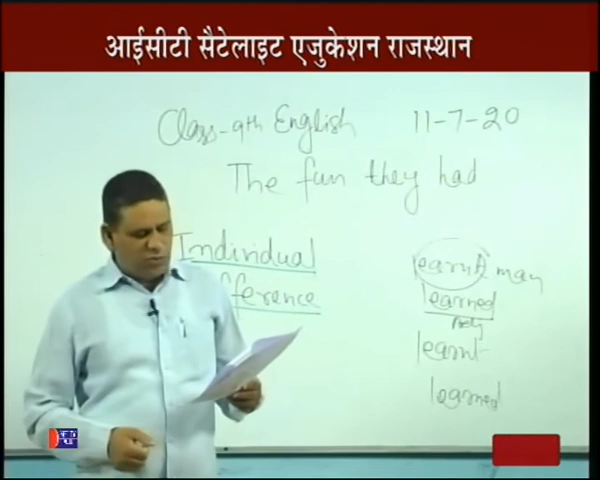 आईसीटी सैटेलाइट एजुकेशन राजस्थान
Class-9th English 11-7-20
The fun they had
Individual
fference
learnt man
learned
learnt
learned